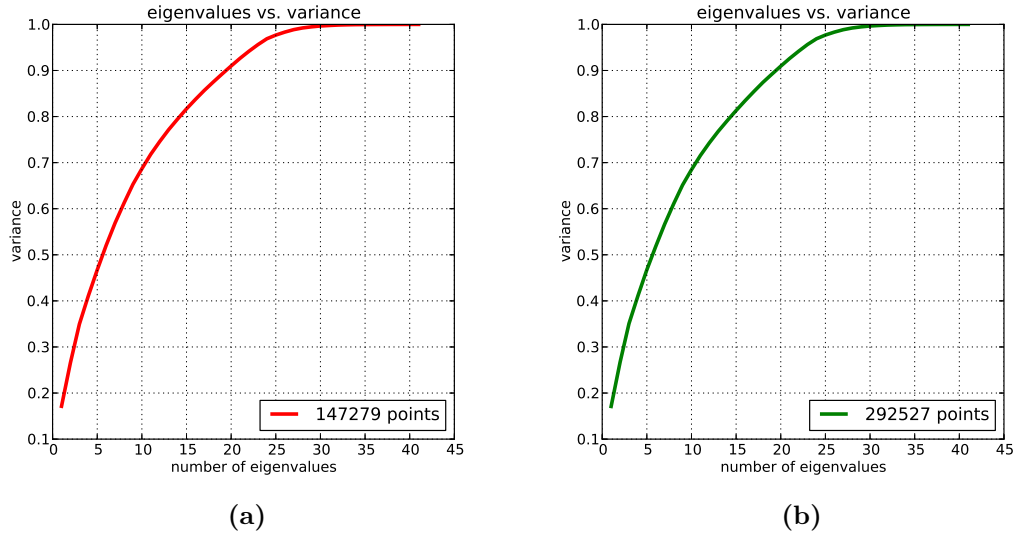 eigenvalues vs. variance
1.0
0.9
0.8
0.7
0.6
0.5
0.4
0.3
0.2
0.1
variance
147279 points
0 5 10 15 20 25 30 35 40 45
number of eigenvalues
(a)
eigenvalues vs. variance
1.0
0.9
0.8
0.7
0.6
0.5
0.4
0.3
0.2
0.1
variance
292527 points
0 5 10 15 20 25 30 35 40 45
number of eigenvalues
(b)